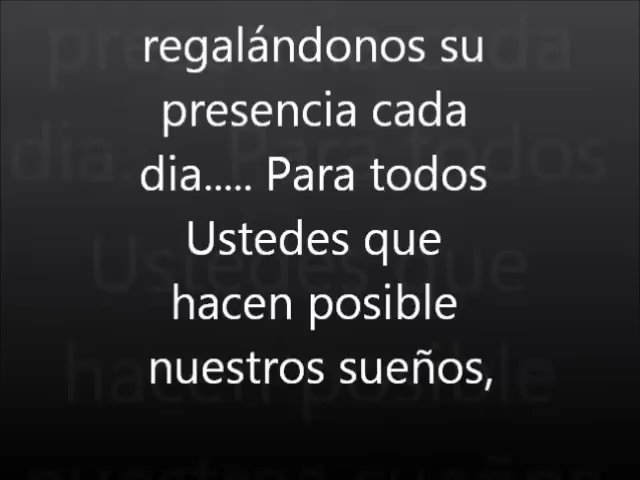 regalándonos su
presencia cada
dia..... Para todos
Ustedes que
hacen posible
nuestros sueños,